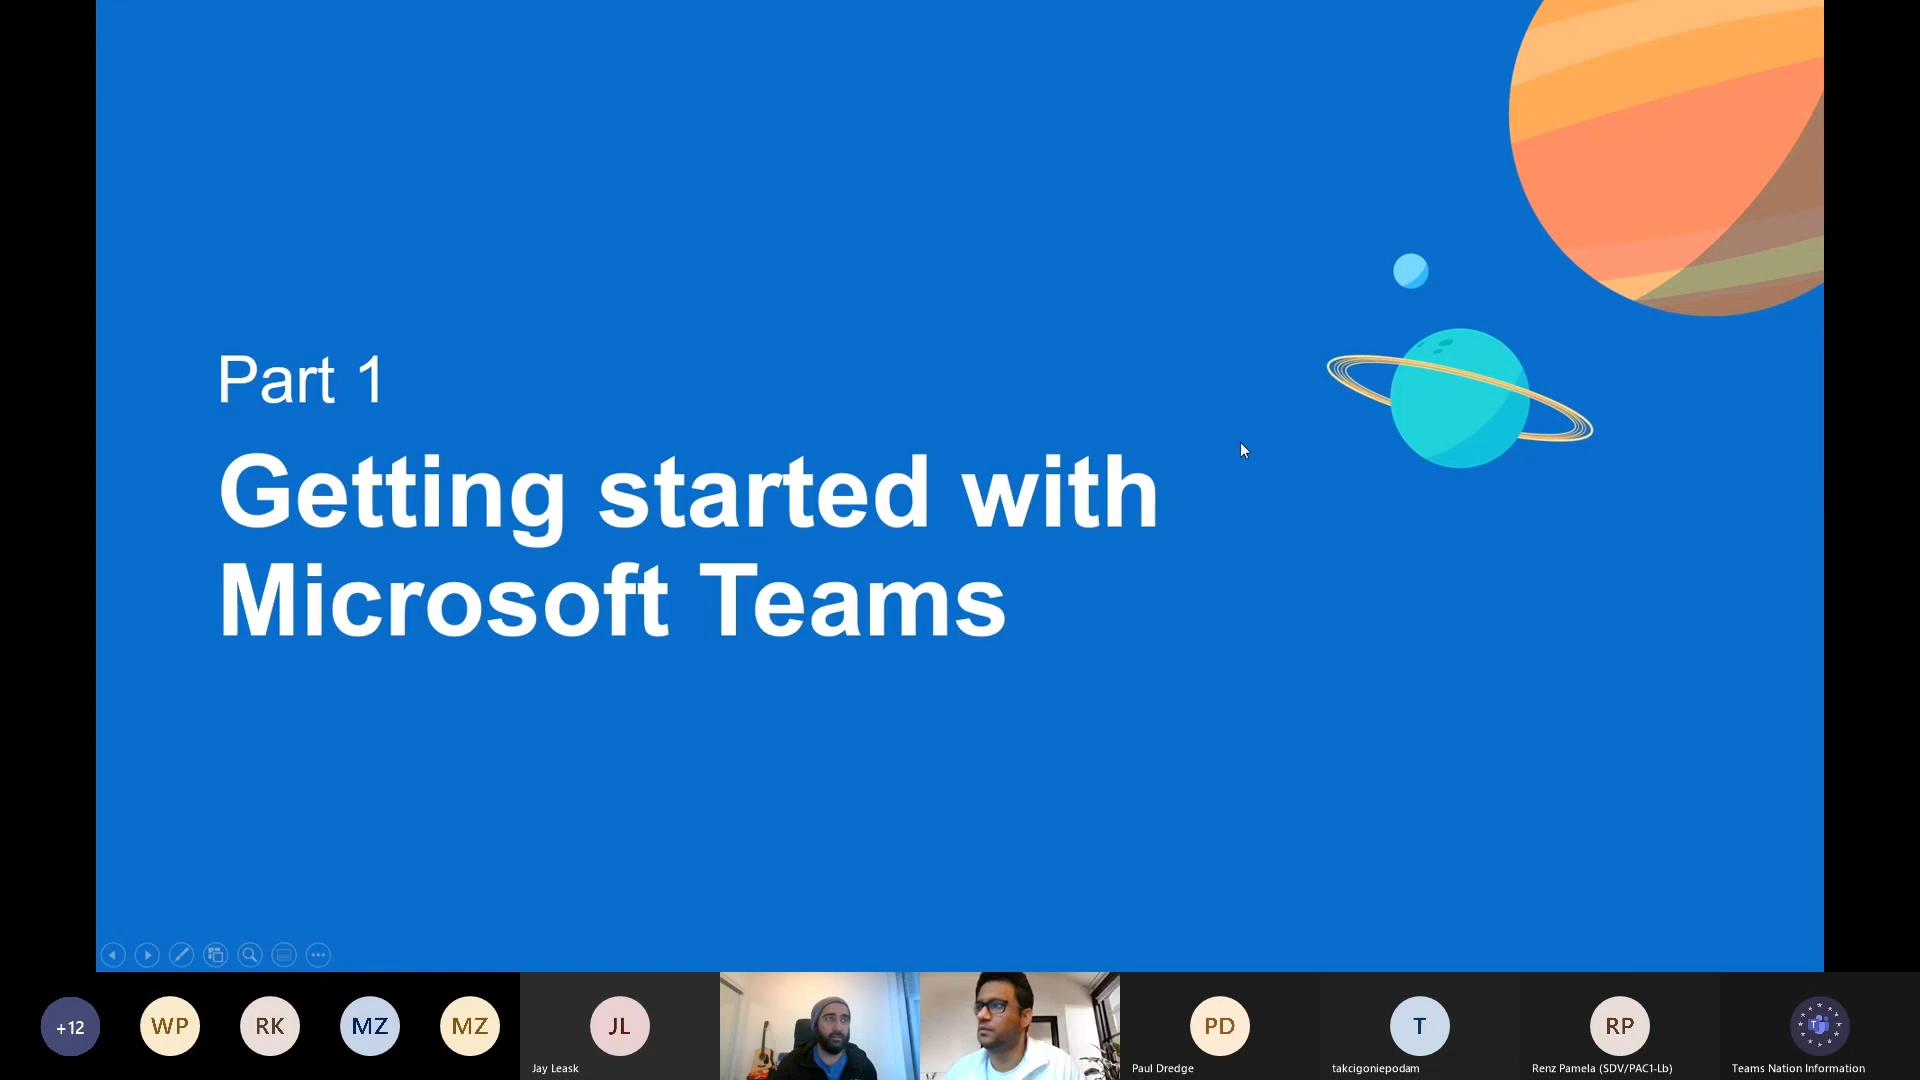 Part 1
Getting started with
Microsoft Teams
+12
WP
RK
MZ
MZ
JL
Jay Leask
PD
Paul Dredge
T
takcigoniepodam
RP
Renz Pamela (SDV/PAC1-Lb)
T
Teams Nation Information